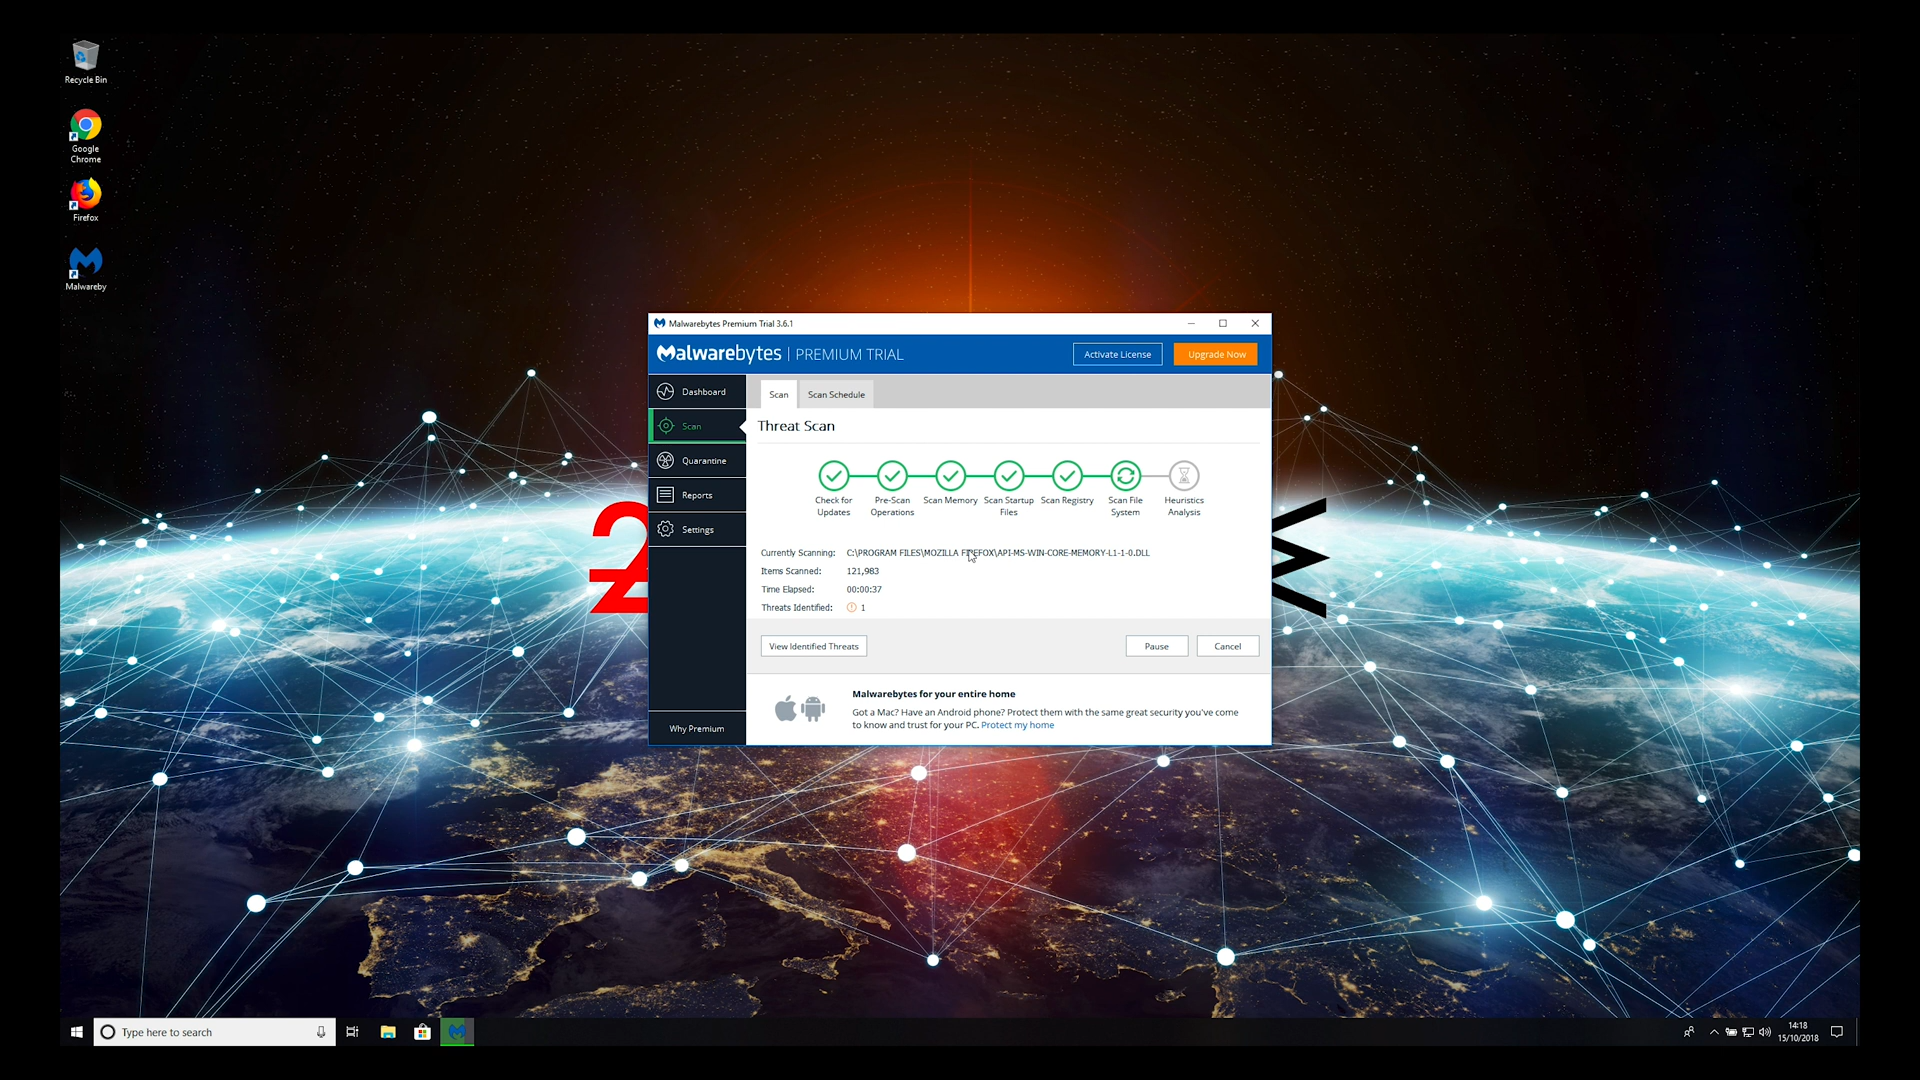 Recycle Bin
Google
Chrome
Firefox
Malwareby
Malwarebytes Premium Trial 3.6.1
Malwarebytes | PREMIUM TRIAL
Activate License
Upgrade Now
Dashboard
Scan
Quarantine
Reports
Settings
Why Premium
Scan
Scan Schedule
Threat Scan
Check for
Updates
Pre-Scan
Operations
Scan Memory
Scan Startup
Files
Scan Registry
Scan File
System
Heuristics
Analysis
Currently Scanning: C:\PROGRAM FILES\MOZILLA FIREFOX\API-MS-WIN-CORE-MEMORY-L1-1-0.DLL
Items Scanned: 121,983
Time Elapsed: 00:00:37
Threats Identified: 1
View Identified Threats
Pause
Cancel
Malwarebytes for your entire home
Got a Mac? Have an Android phone? Protect them with the same great security you've come
to know and trust for your PC. Protect my home
Type here to search
14:18
15/10/2018